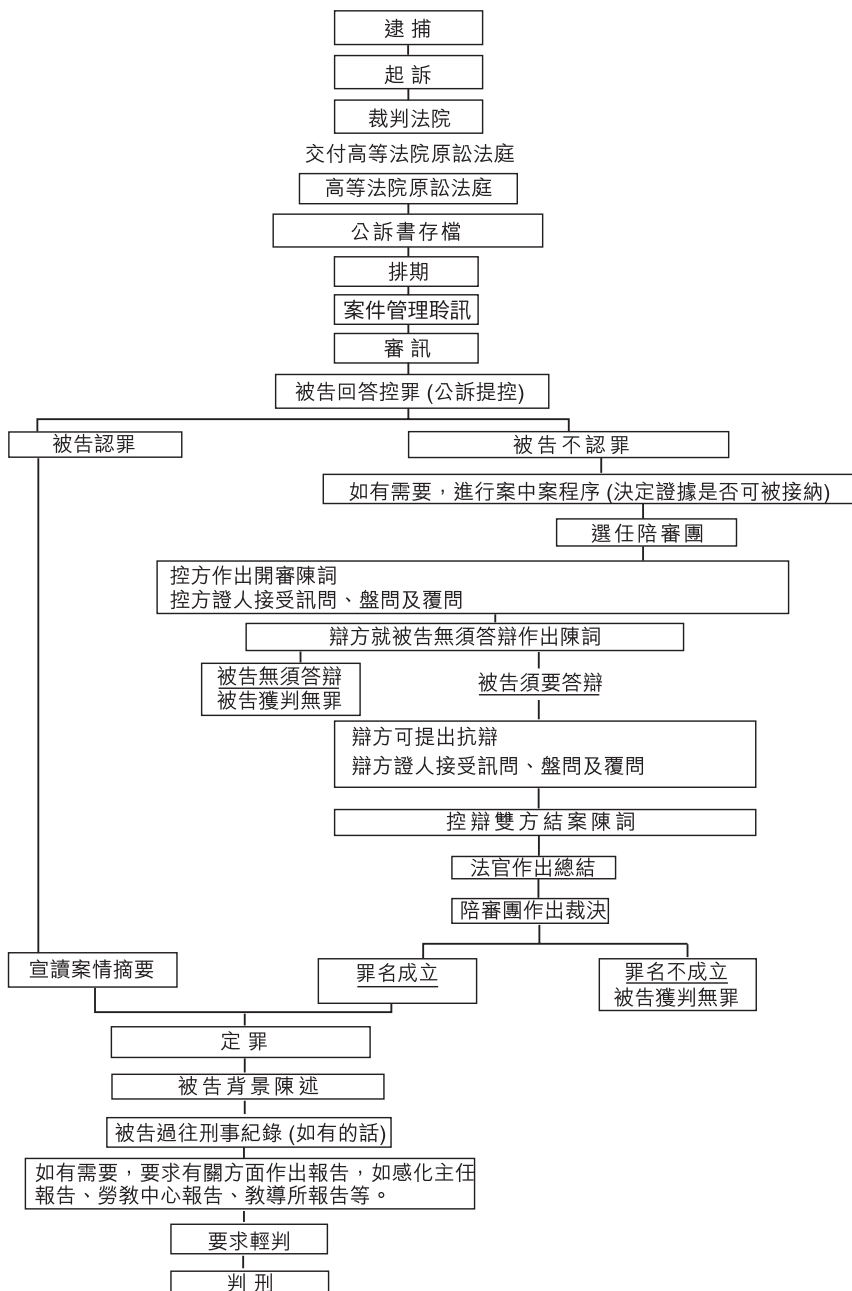 逮捕
起訴
裁判法院
交付高等法院原訟法庭
高等法院原訟法庭
公訴書存檔
排期
案件管理聆訊
審訊
被告回答控罪 (公訴提控)
被告認罪
被告不認罪
如有需要，進行案中案程序 (決定證據是否可被接納)
選任陪審團
控方作出開審陳詞
控方證人接受訊問、盤問及覆問
辯方就被告無須答辯作出陳詞
被告無須答辯
被告獲判無罪
被告須要答辯
辯方可提出抗辯
辯方證人接受訊問、盤問及覆問
控辯雙方結案陳詞
法官作出總結
陪審團作出裁決
宣讀案情摘要
罪名成立
罪名不成立
被告獲判無罪
定罪
被告背景陳述
被告過往刑事紀錄 (如有的話)
如有需要，要求有關方面作出報告，如感化主任
報告、勞教中心報告、教導所報告等。
要求輕判
判刑